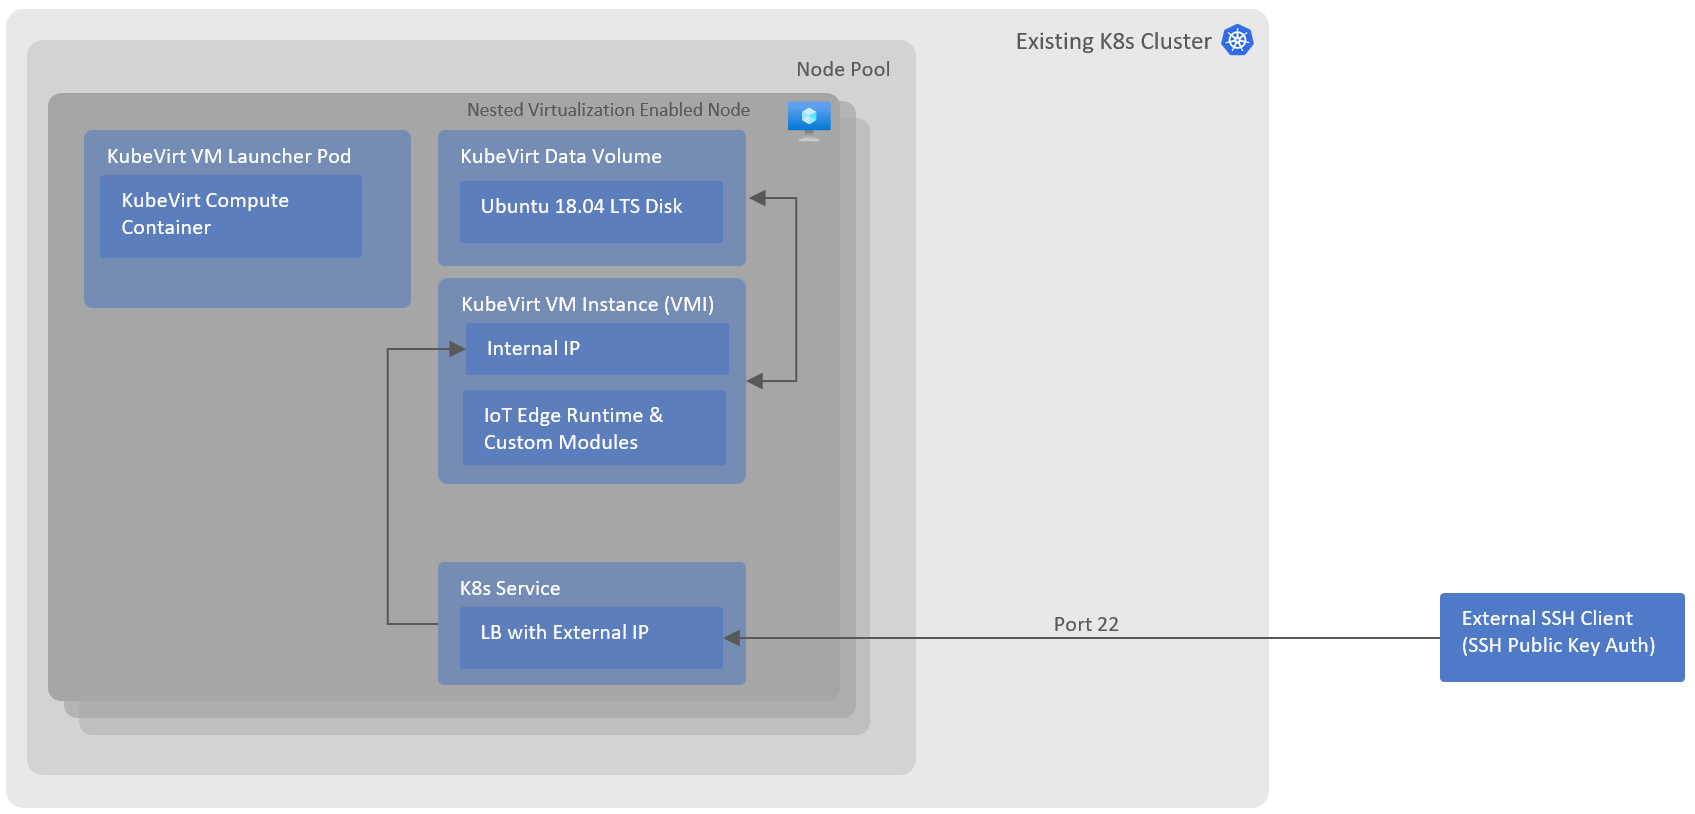 Existing K8s Cluster
Node Pool
Nested Virtualization Enabled Node
KubeVirt VM Launcher Pod
KubeVirt Compute
Container
KubeVirt Data Volume
Ubuntu 18.04 LTS Disk
KubeVirt VM Instance (VMI)
Internal IP
IoT Edge Runtime &
Custom Modules
K8s Service
LB with External IP
Port 22
External SSH Client
(SSH Public Key Auth)